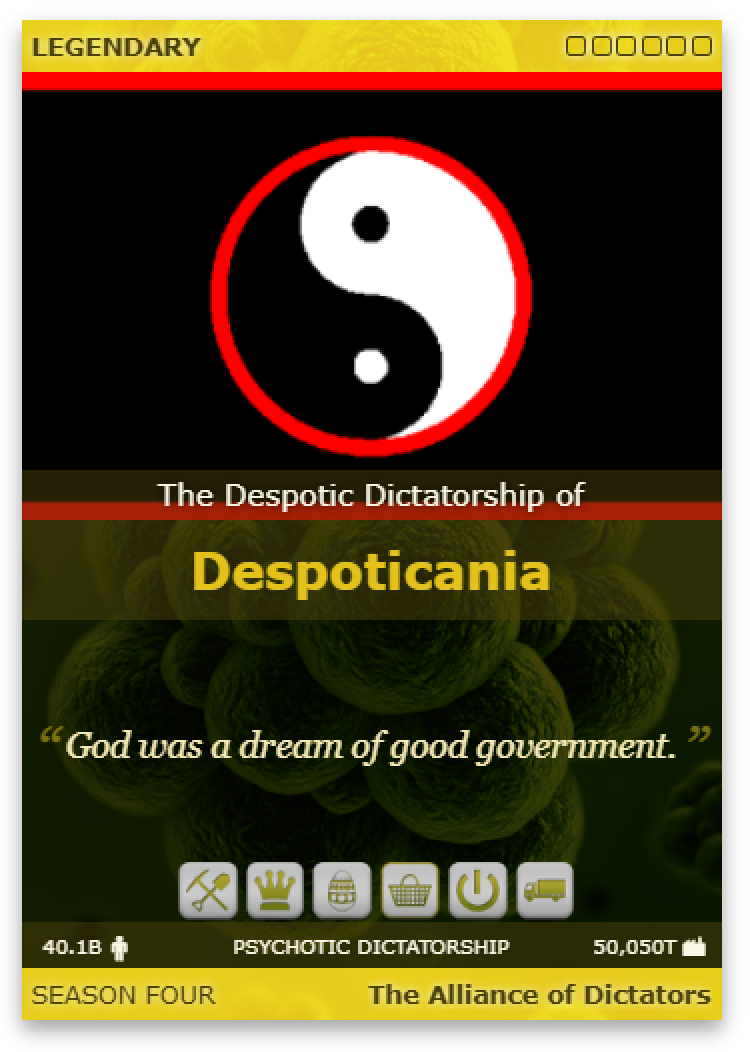 LEGENDARY
The Despotic Dictatorship of
Despoticania
“God was a dream of good government.”
40.1B PSYCHOTIC DICTATORSHIP 50,050T
SEASON FOUR The Alliance of Dictators